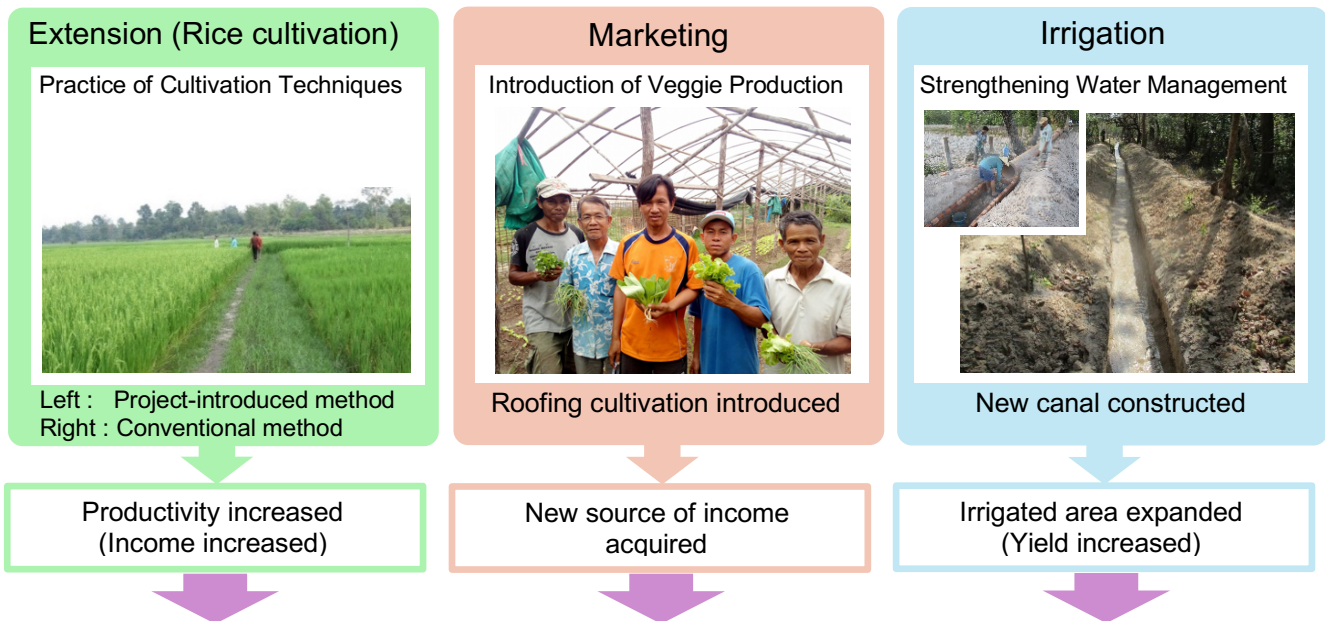 Extension (Rice cultivation)
Practice of Cultivation Techniques
Left : Project-introduced method
Right : Conventional method
Productivity increased
(Income increased)
Marketing
Introduction of Veggie Production
Roofing cultivation introduced
New source of income
acquired
Irrigation
Strengthening Water Management
New canal constructed
Irrigated area expanded
(Yield increased)